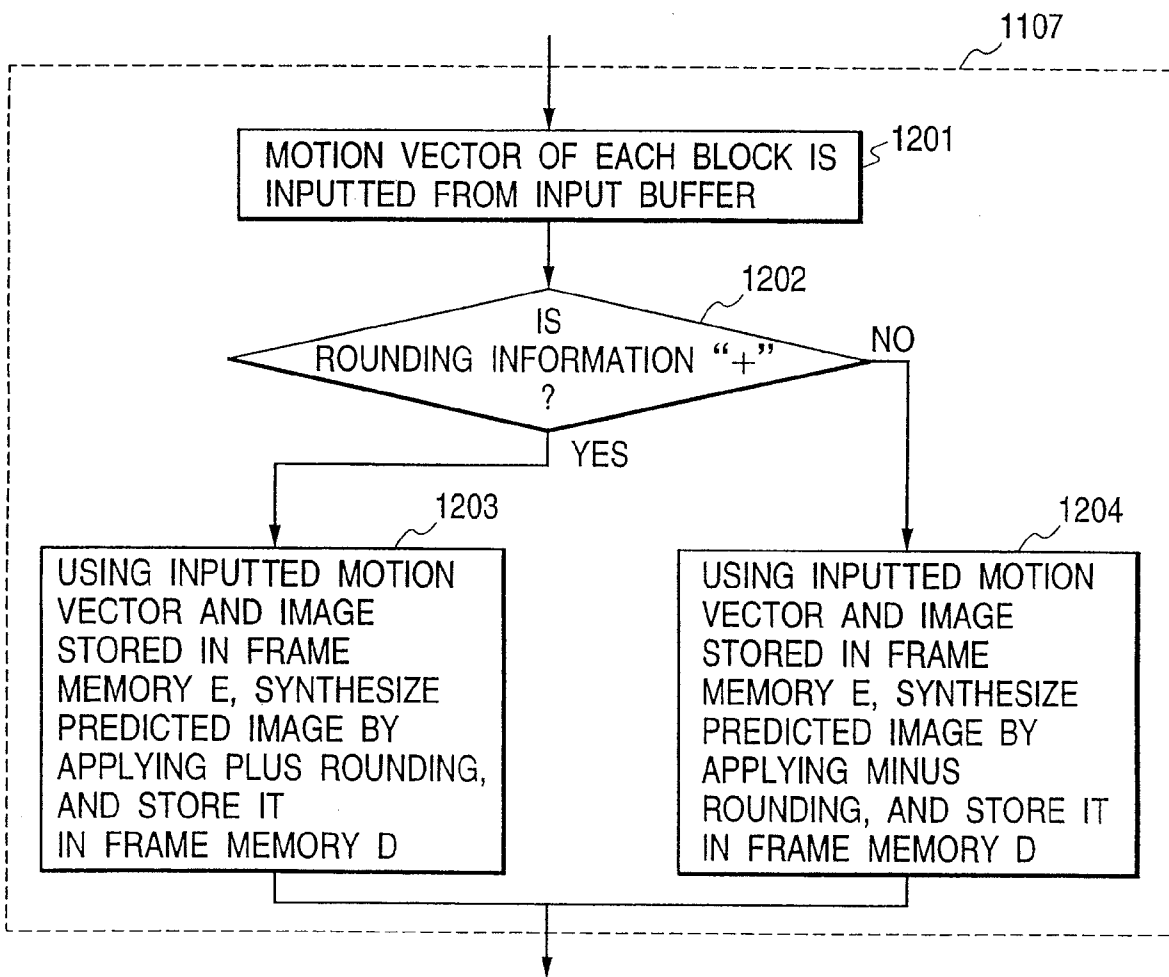 1107
MOTION VECTOR OF EACH BLOCK IS
INPUTTED FROM INPUT BUFFER
1201
1202
IS
ROUNDING INFORMATION “+”
?
NO
YES
1203
USING INPUTTED MOTION
VECTOR AND IMAGE
STORED IN FRAME
MEMORY E, SYNTHESIZE
PREDICTED IMAGE BY
APPLYING PLUS ROUNDING,
AND STORE IT
IN FRAME MEMORY D
1204
USING INPUTTED MOTION
VECTOR AND IMAGE
STORED IN FRAME
MEMORY E, SYNTHESIZE
PREDICTED IMAGE BY
APPLYING MINUS
ROUNDING, AND STORE IT
IN FRAME MEMORY D